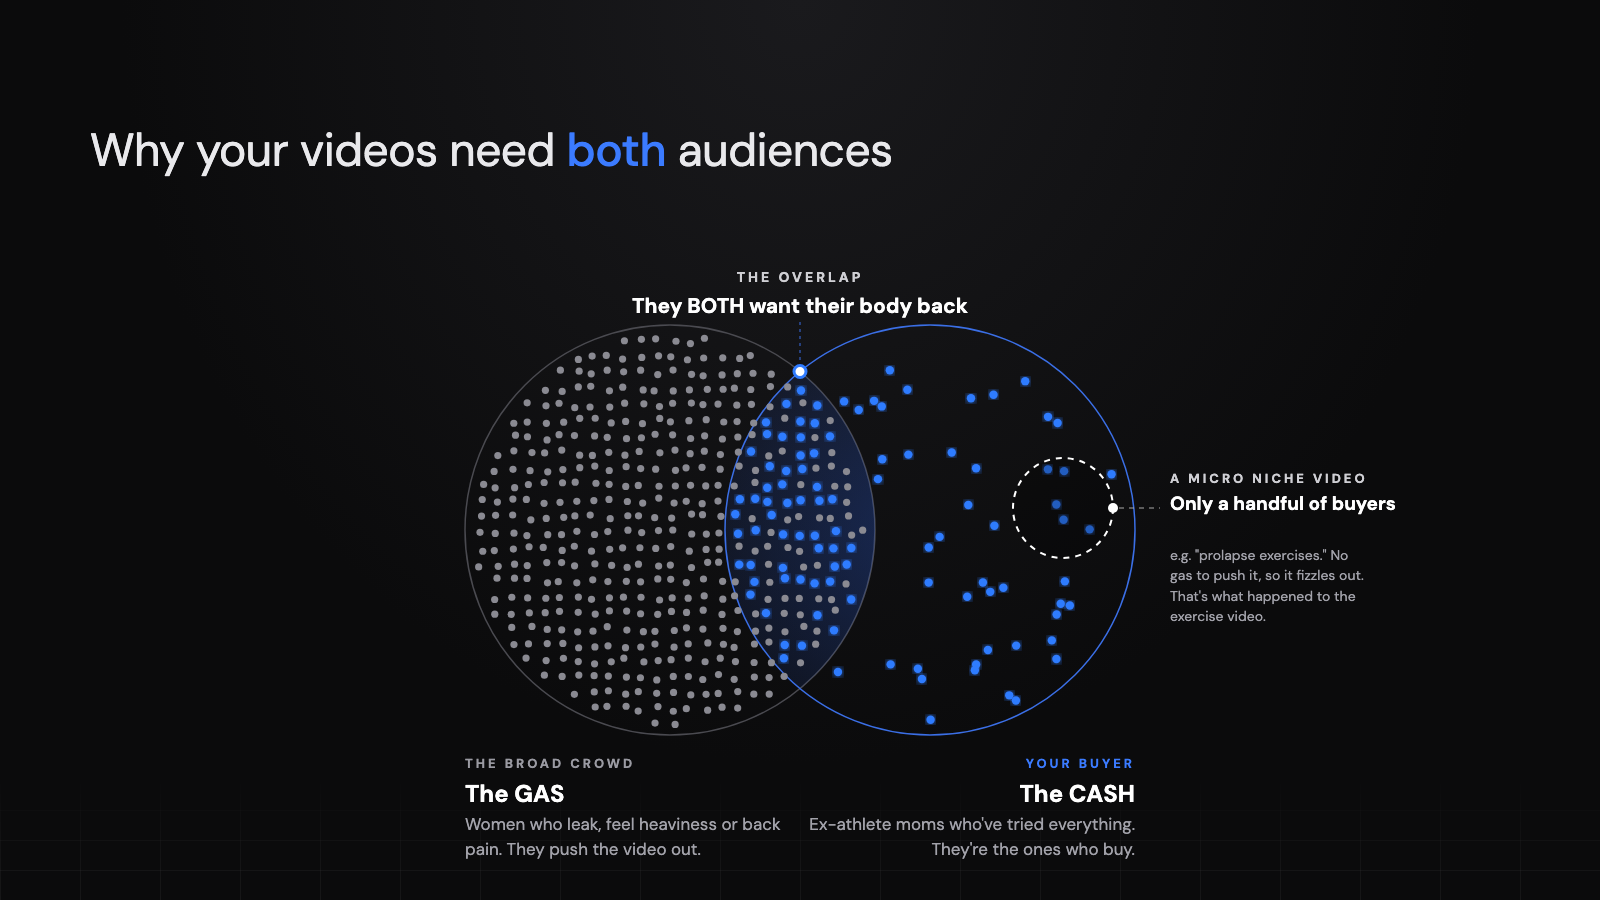 Why your videos need both audiences
THE OVERLAP
They BOTH want their body back
A MICRO NICHE VIDEO
Only a handful of buyers
e.g. "prolapse exercises." No
gas to push it, so it fizzles out.
That's what happened to the
exercise video.
THE BROAD CROWD
The GAS
Women who leak, feel heaviness or back
pain. They push the video out.
YOUR BUYER
The CASH
Ex-athlete moms who've tried everything.
They're the ones who buy.